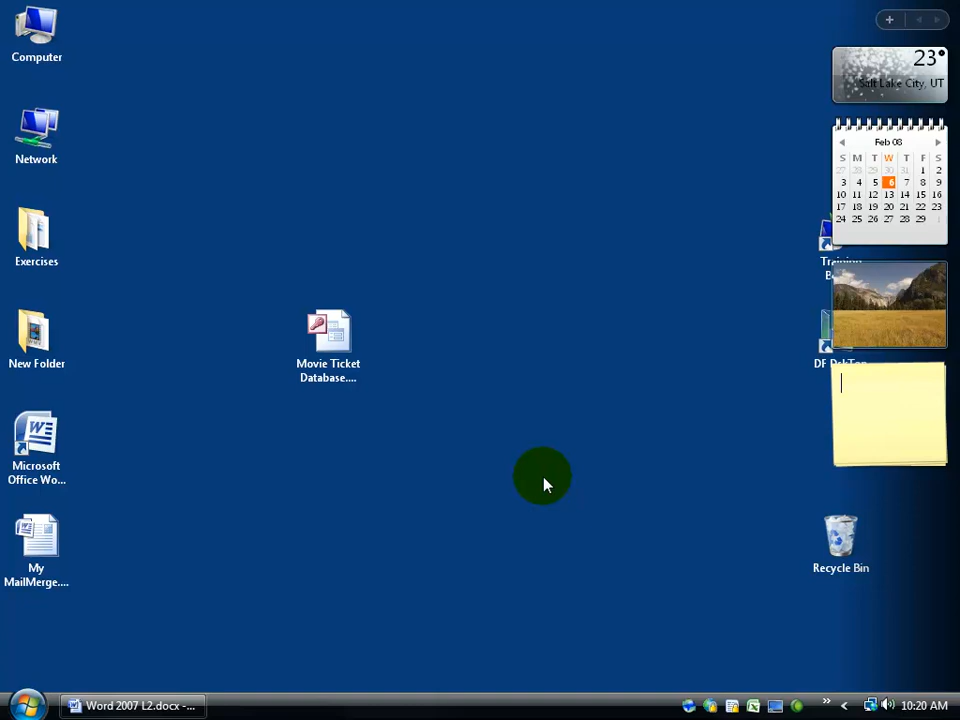 Computer
Network
Exercises
New Folder
Microsoft
Office Wo...
My
MailMerge....
Movie Ticket
Database....
+
23°
Salt Lake City, UT
Feb 08
S M T W T F S
27 28 29 30 31 1 2
3 4 5 6 7 8 9
10 11 12 13 14 15 16
17 18 19 20 21 22 23
24 25 26 27 28 29 1
Recycle Bin
Word 2007 L2.docx -...
10:20 AM